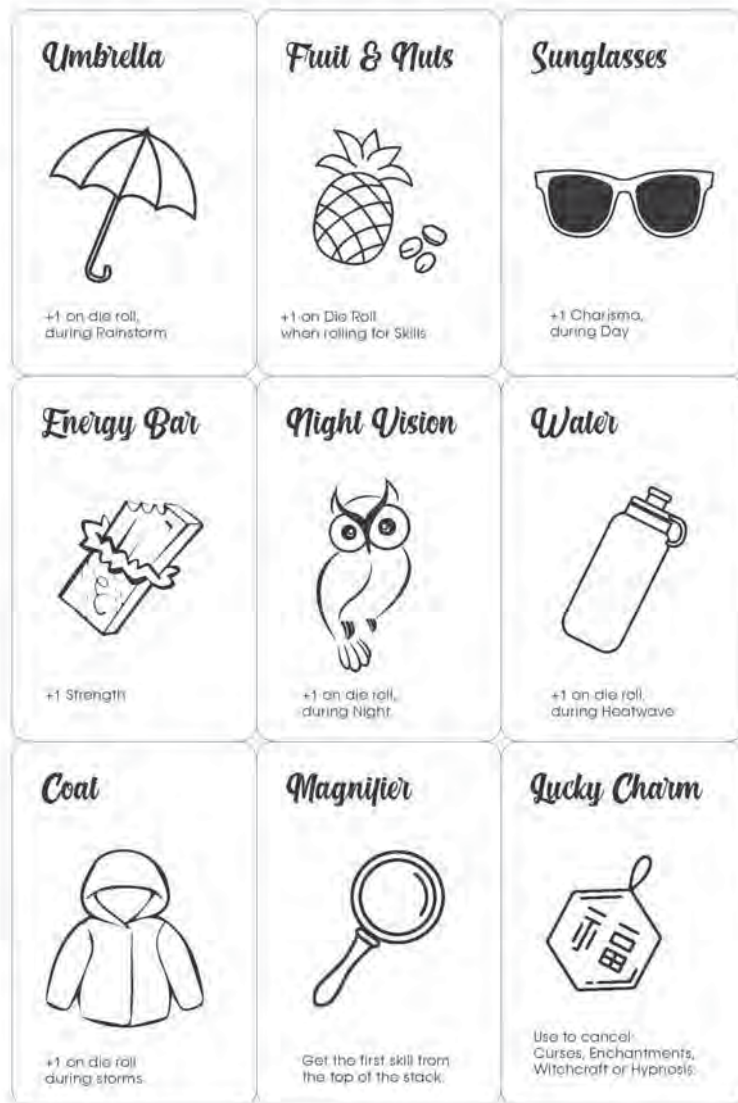 Umbrella
+1 on die roll,
during Rainstorm
Fruit & Nuts
+1 on Die Roll
when rolling for Skills
Sunglasses
+1 Charisma,
during Day
Energy Bar
+1 Strength
Night Vision
+1 on die roll,
during Night
Water
+1 on die roll,
during Heatwave
Coat
+1 on die roll
during storms
Magnifier
Get the first skill from
the top of the stack.
Lucky Charm
Use to cancel
Curses, Enchantments,
Witchcraft or Hypnosis.